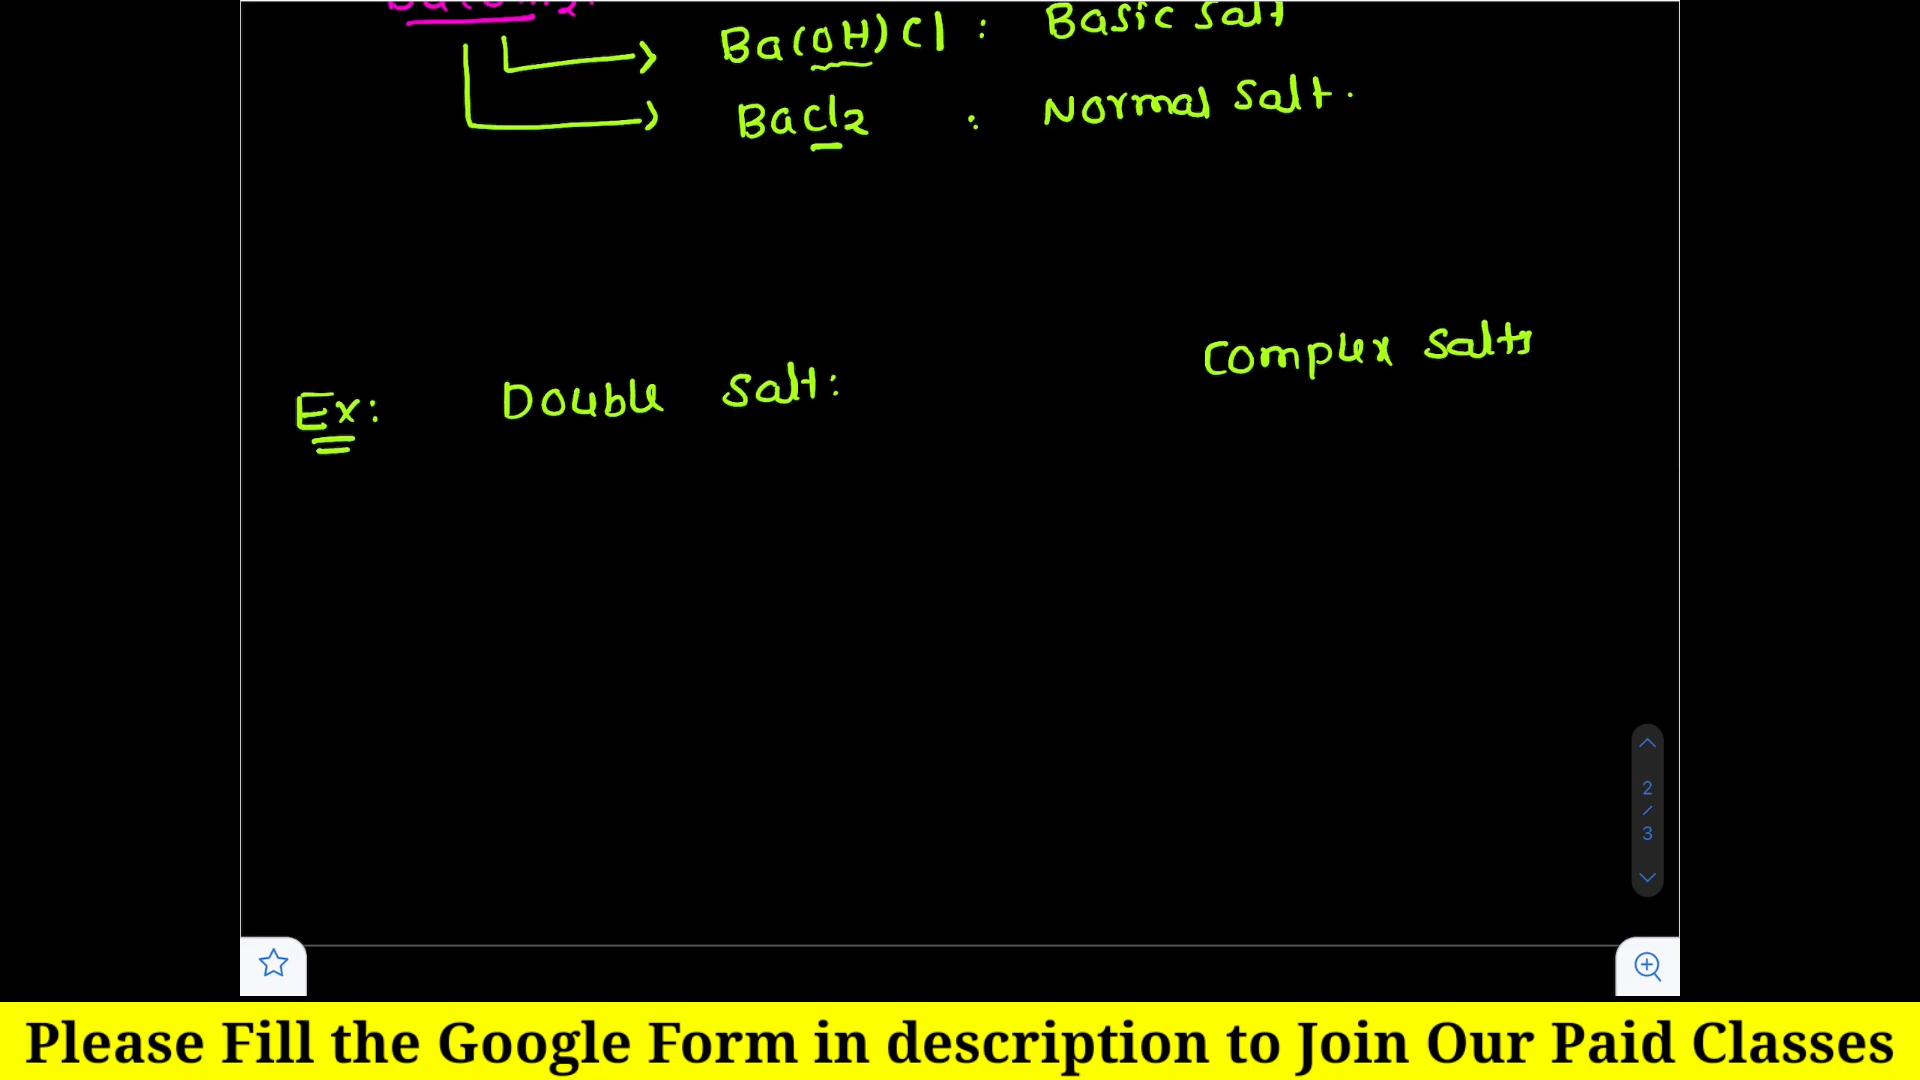 Ba(OH)Cl : Basic Salt
BaCl2 : Normal Salt.
Complex Salts
Ex: Double Salt:
2
/
3
Please Fill the Google Form in description to Join Our Paid Classes